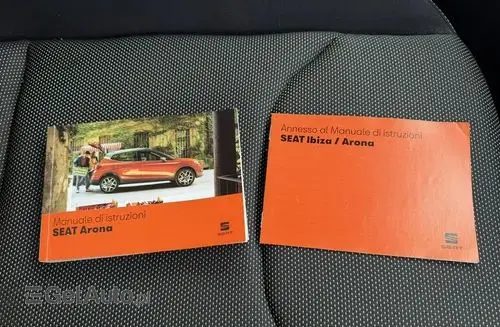 Manuale di istruzioni
SEAT Arona
SEAT
Annesso al Manuale di istruzioni
SEAT Ibiza / Arona
SEAT
GetAuto.pl